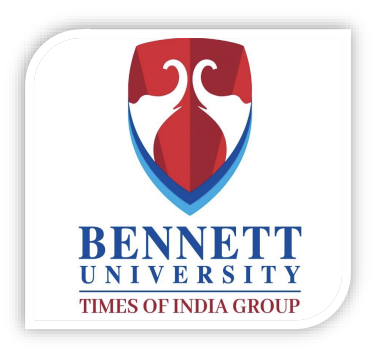 BENNETT
UNIVERSITY
TIMES OF INDIA GROUP